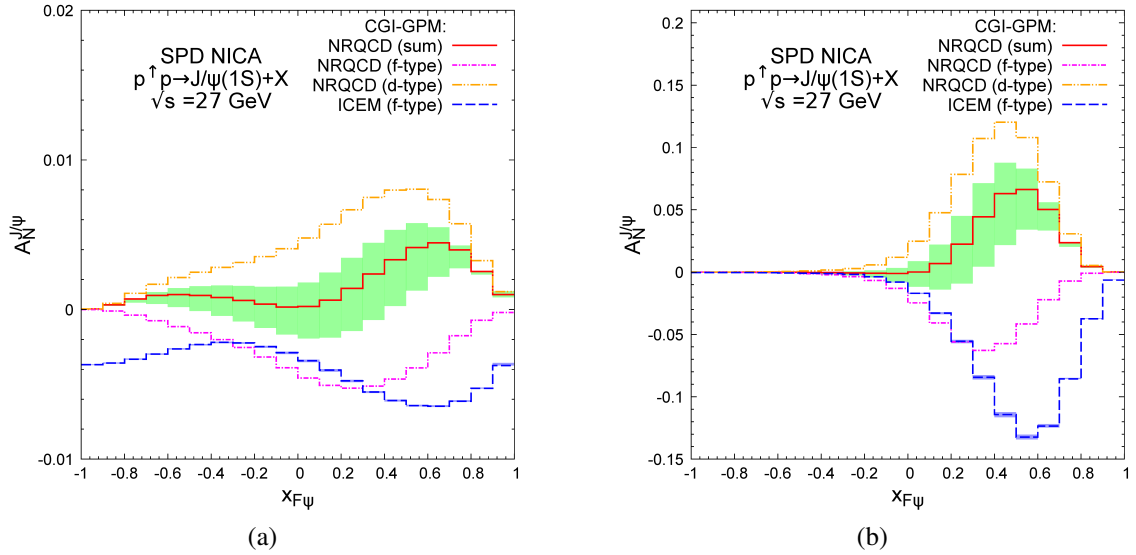 0.02
0.01
0
-0.01
A_N^{J/ψ}
SPD NICA
p↑p→J/ψ(1S)+X
√s =27 GeV
CGI-GPM:
NRQCD (sum)
NRQCD (f-type)
NRQCD (d-type)
ICEM (f-type)
-1 -0.8 -0.6 -0.4 -0.2 0 0.2 0.4 0.6 0.8 1
x_{Fψ}
(a)
0.2
0.15
0.1
0.05
0
-0.05
-0.1
-0.15
A_N^{J/ψ}
SPD NICA
p↑p→J/ψ(1S)+X
√s =27 GeV
CGI-GPM:
NRQCD (sum)
NRQCD (f-type)
NRQCD (d-type)
ICEM (f-type)
-1 -0.8 -0.6 -0.4 -0.2 0 0.2 0.4 0.6 0.8 1
x_{Fψ}
(b)